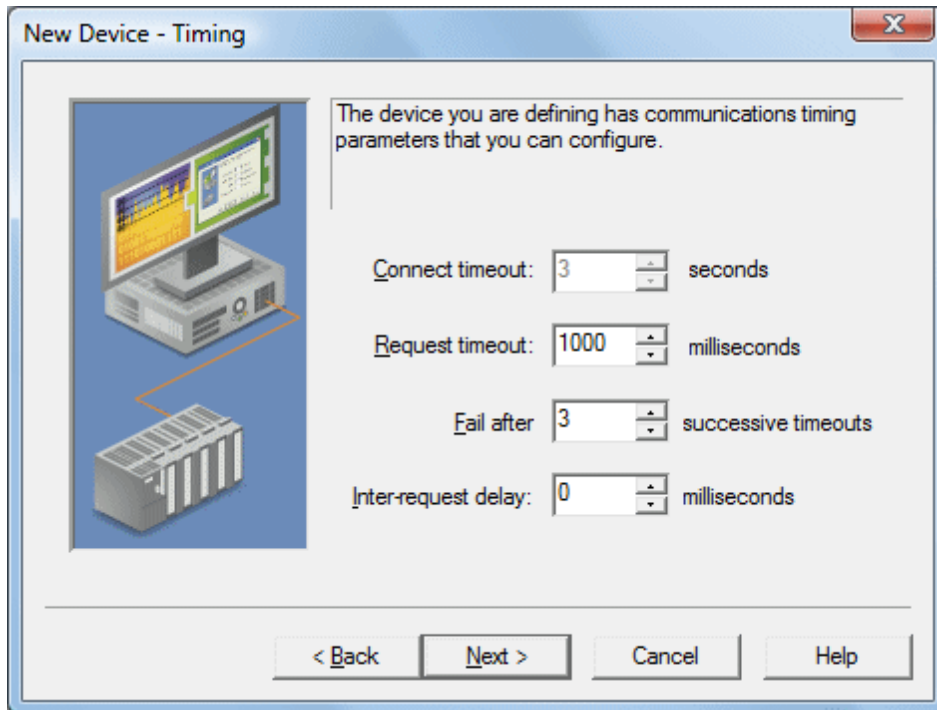 New Device - Timing
The device you are defining has communications timing
parameters that you can configure.
Connect timeout: 3 seconds
Request timeout: 1000 milliseconds
Fail after 3 successive timeouts
Inter-request delay: 0 milliseconds
< Back Next > Cancel Help